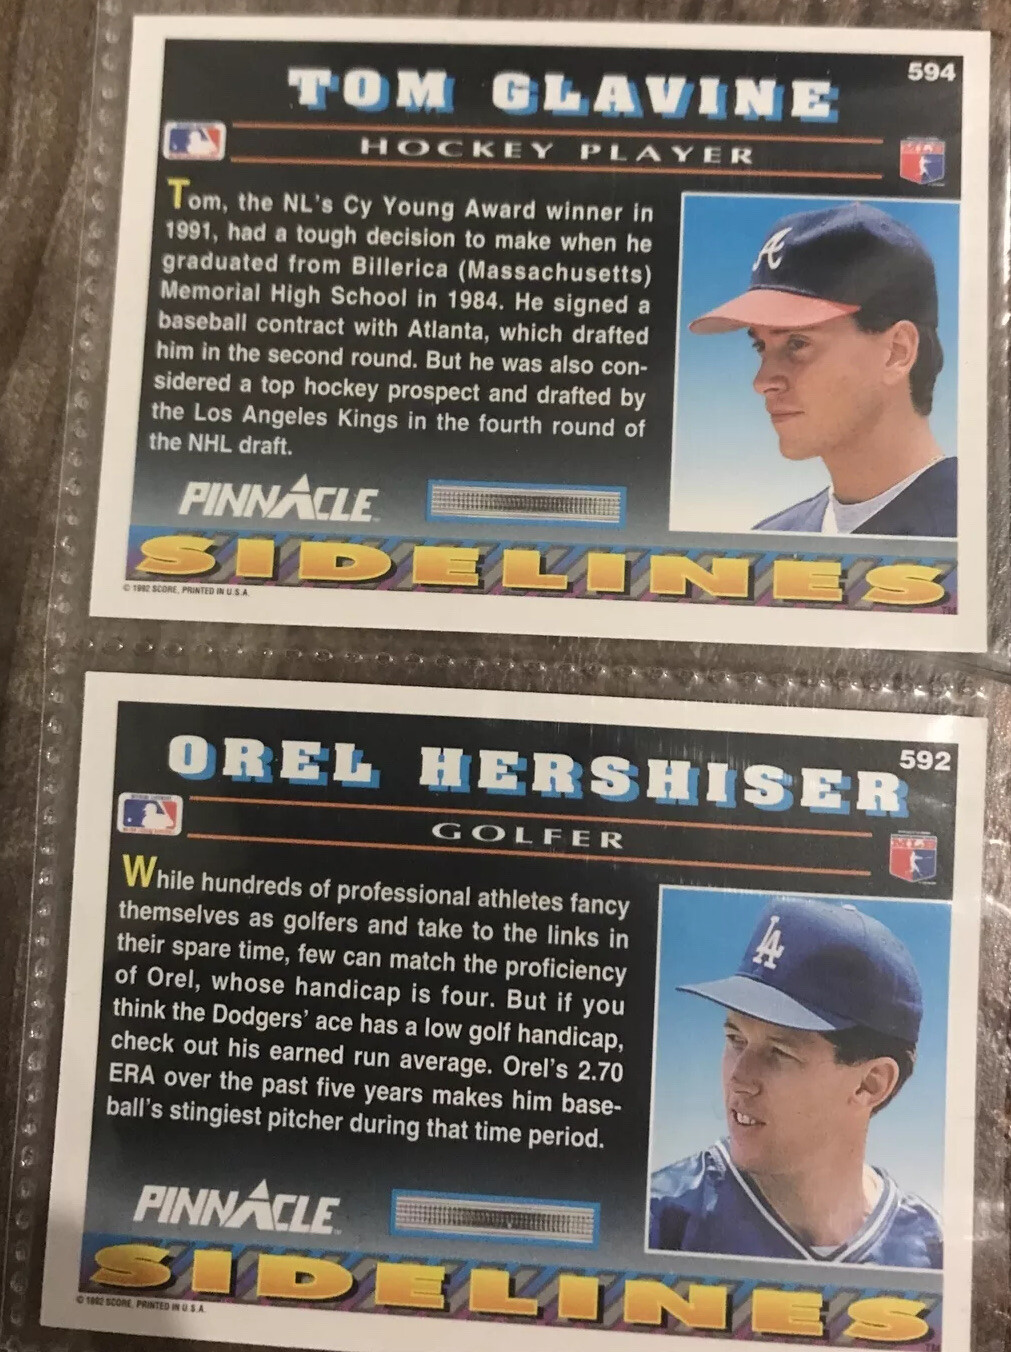 594
TOM GLAVINE
HOCKEY PLAYER
Tom, the NL's Cy Young Award winner in
1991, had a tough decision to make when he
graduated from Billerica (Massachusetts)
Memorial High School in 1984. He signed a
baseball contract with Atlanta, which drafted
him in the second round. But he was also con-
sidered a top hockey prospect and drafted by
the Los Angeles Kings in the fourth round of
the NHL draft.
A
PINNACLE
SIDELINES
© 1992 SCORE, PRINTED IN U.S.A.
592
OREL HERSHISER
GOLFER
While hundreds of professional athletes fancy
themselves as golfers and take to the links in
their spare time, few can match the proficiency
of Orel, whose handicap is four. But if you
think the Dodgers' ace has a low golf handicap,
check out his earned run average. Orel's 2.70
ERA over the past five years makes him base-
ball's stingiest pitcher during that time period.
LA
PINNACLE
SIDELINES
© 1992 SCORE, PRINTED IN U.S.A.